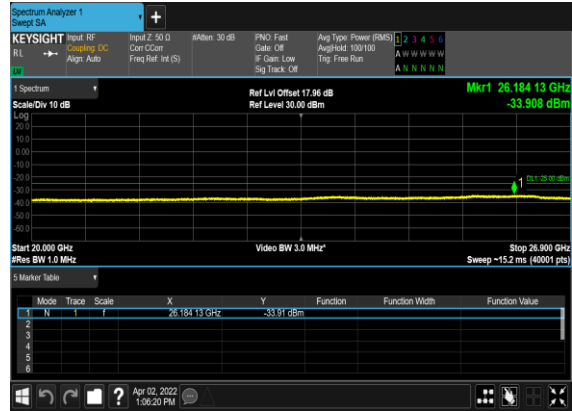 Spectrum Analyzer 1
Swept SA
+
KEYSIGHT Input: RF Input Z: 50 Ω #Atten: 30 dB PNO: Fast Avg Type: Power (RMS) 1 2 3 4 5 6
RL Coupling: DC Corr CCorr Gate: Off Avg|Hold: 100/100 A W W W W W
Align: Auto Freq Ref: Int (S) IF Gain: Low Trig: Free Run
Sig Track: Off A N N N N N
1 Spectrum Ref Lvl Offset 17.96 dB Mkr1 26.184 13 GHz
Scale/Div 10 dB Ref Level 30.00 dBm -33.908 dBm
Log
20.0
10.0
0.00
-10.0
-20.0
-30.0
1
-40.0
-50.0
-60.0
Start 20.000 GHz Video BW 3.0 MHz* Stop 26.900 GHz
#Res BW 1.0 MHz Sweep ~15.2 ms (40001 pts)
5 Marker Table
Mode Trace Scale X Y Function Function Width Function Value
1 N 1 f 26.184 13 GHz -33.91 dBm
2
3
4
5
6
? Apr 02, 2022
1:06:20 PM